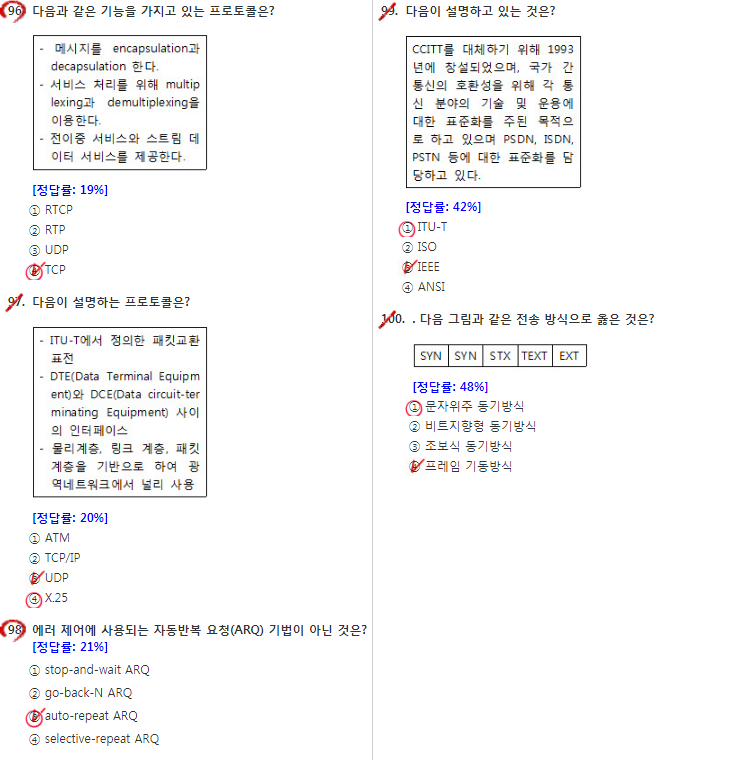 96. 다음과 같은 기능을 가지고 있는 프로토콜은?
- 메시지를 encapsulation과
decapsulation 한다.
- 서비스 처리를 위해 multip
lexing과 demultiplexing을
이용한다.
- 전이중 서비스와 스트림 데
이터 서비스를 제공한다.
[정답률: 19%]
① RTCP
② RTP
③ UDP
④ TCP
97. 다음이 설명하는 프로토콜은?
- ITU-T에서 정의한 패킷교환
표전
- DTE(Data Terminal Equipm
ent)와 DCE(Data circuit-ter
minating Equipment) 사이
의 인터페이스
- 물리계층, 링크 계층, 패킷
계층을 기반으로 하여 광
역네트워크에서 널리 사용
[정답률: 20%]
① ATM
② TCP/IP
③ UDP
④ X.25
98. 에러 제어에 사용되는 자동반복 요청(ARQ) 기법이 아닌 것은?
[정답률: 21%]
① stop-and-wait ARQ
② go-back-N ARQ
③ auto-repeat ARQ
④ selective-repeat ARQ
99. 다음이 설명하고 있는 것은?
CCITT를 대체하기 위해 1993
년에 창설되었으며, 국가 간
통신의 호환성을 위해 각 통
신 분야의 기술 및 운용에
대한 표준화를 주된 목적으
로 하고 있으며 PSDN, ISDN,
PSTN 등에 대한 표준화를 담
당하고 있다.
[정답률: 42%]
① ITU-T
② ISO
③ IEEE
④ ANSI
100. . 다음 그림과 같은 전송 방식으로 옳은 것은?
SYN SYN STX TEXT EXT
[정답률: 48%]
① 문자위주 동기방식
② 비트지향형 동기방식
③ 조보식 동기방식
④ 프레임 기동방식